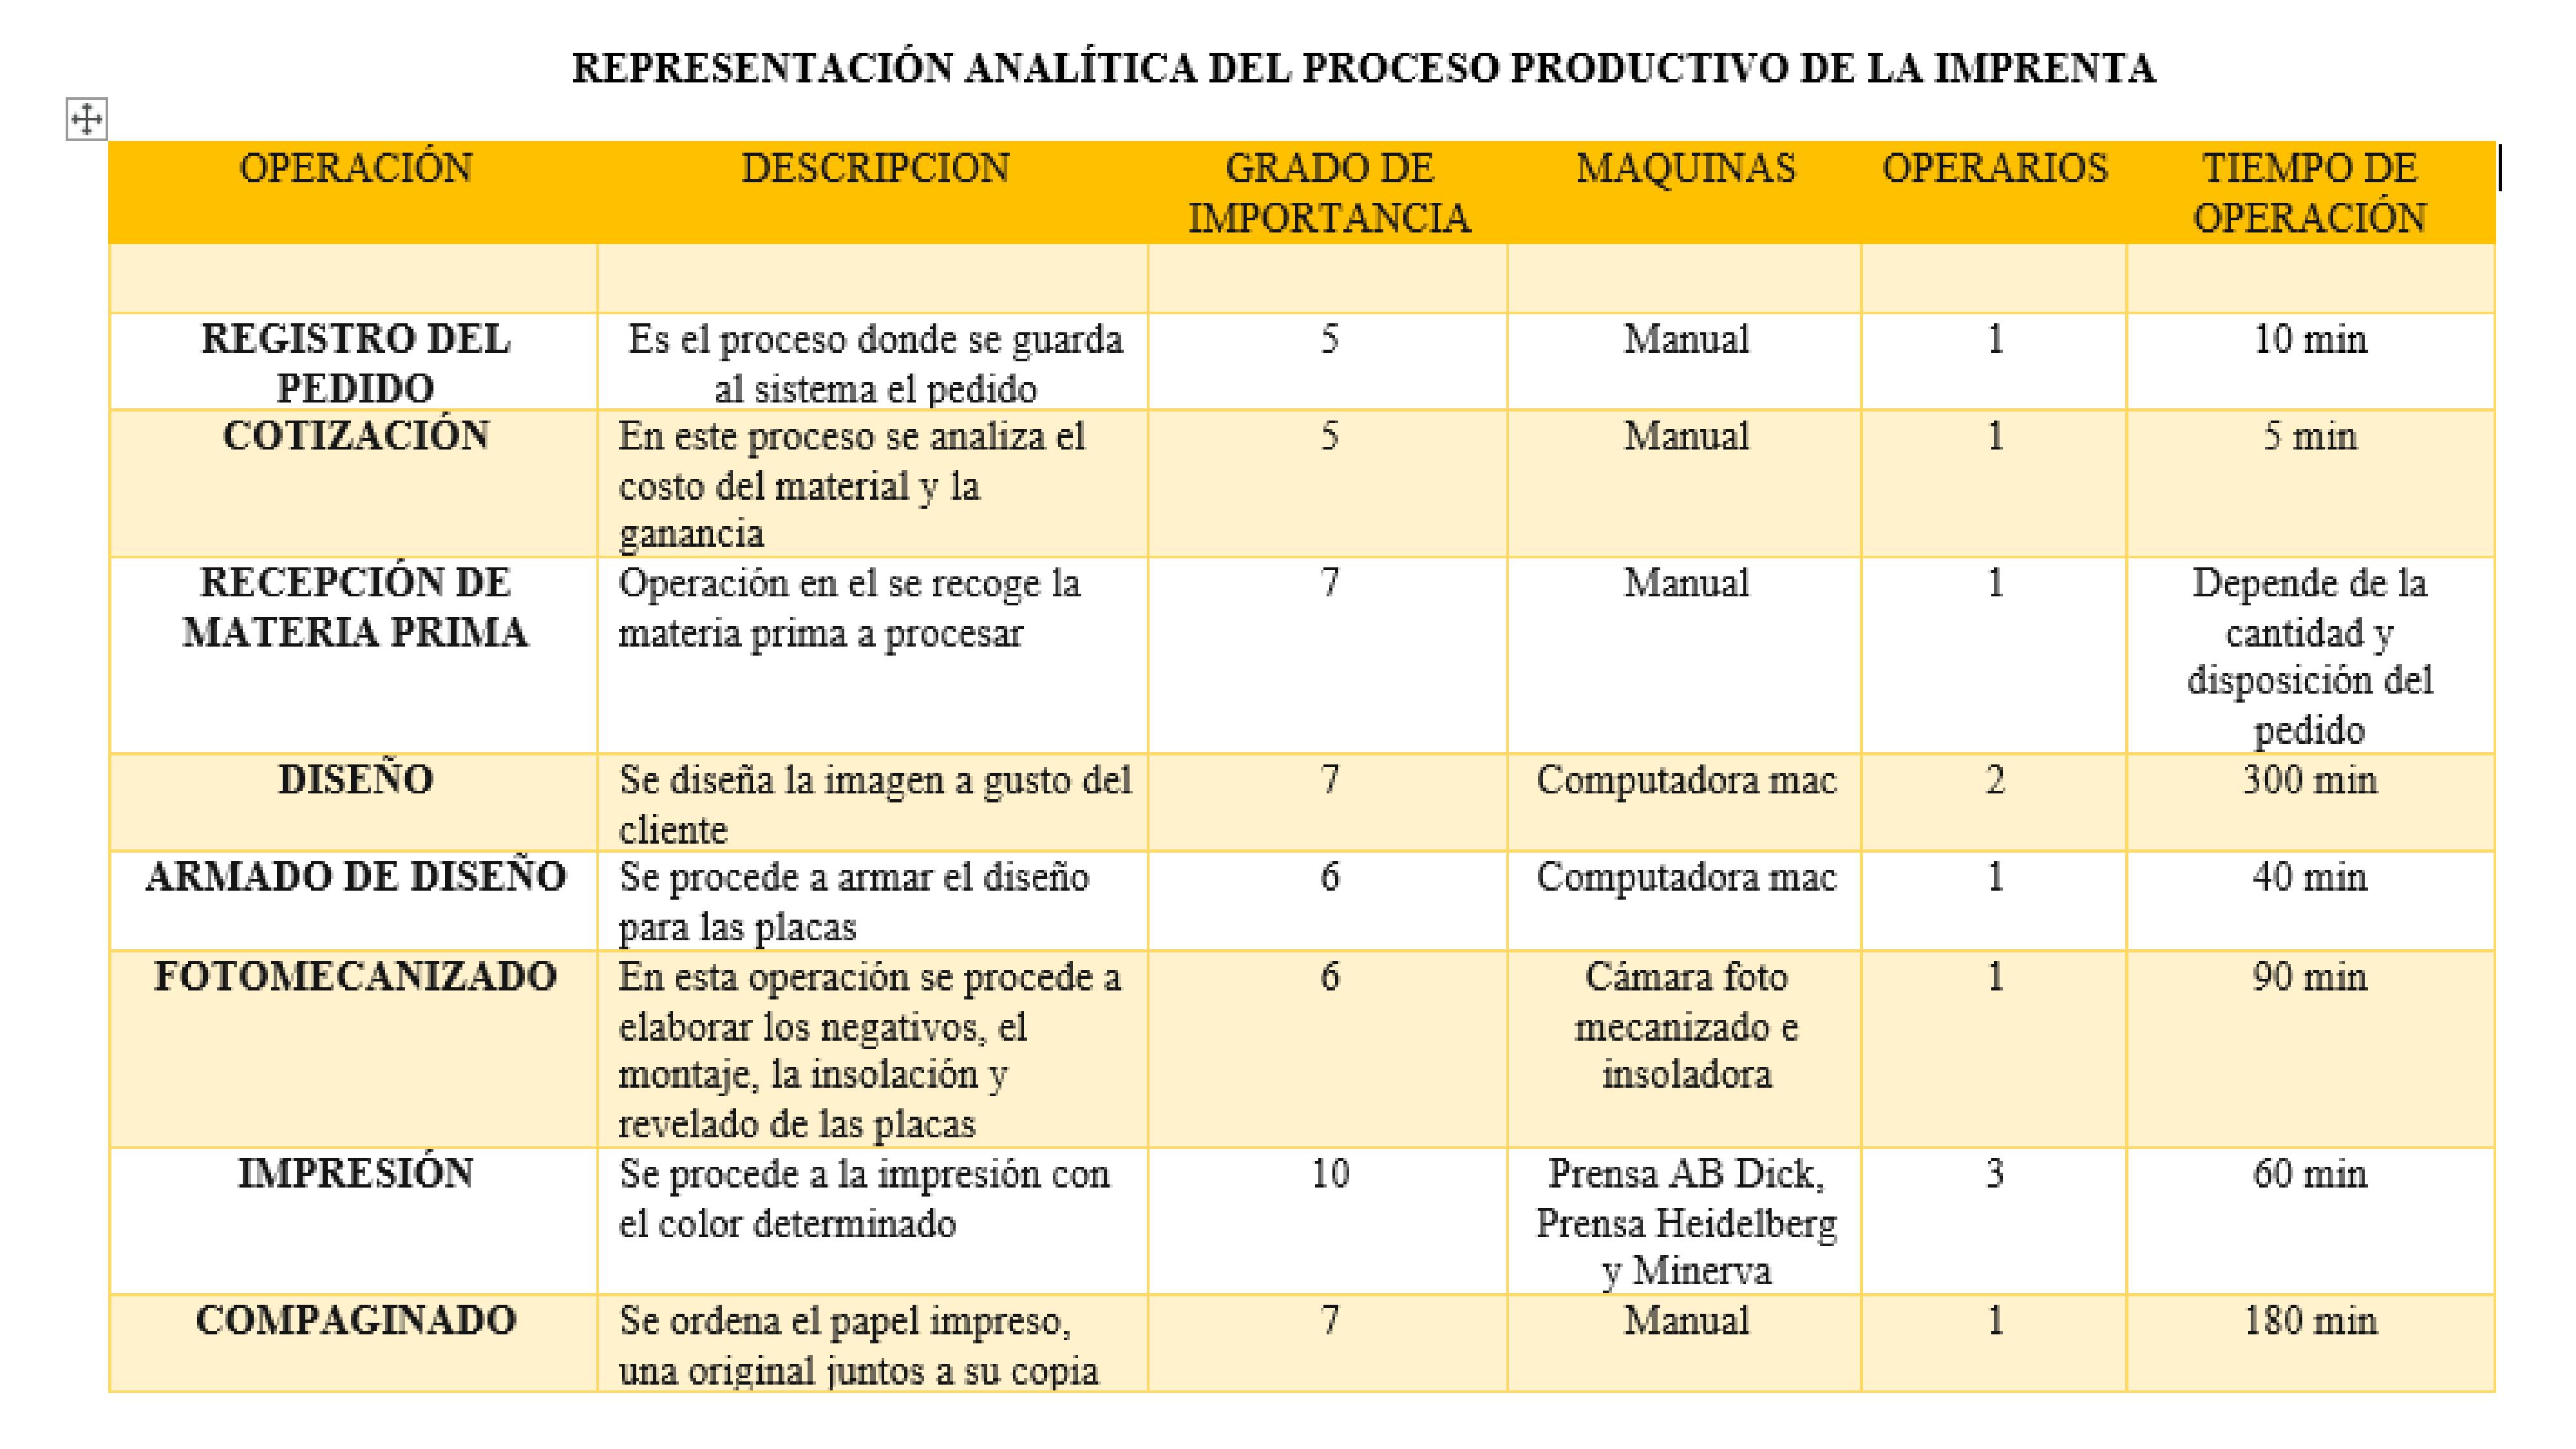 REPRESENTACIÓN ANALÍTICA DEL PROCESO PRODUCTIVO DE LA IMPRENTA
OPERACIÓN DESCRIPCION GRADO DE IMPORTANCIA MAQUINAS OPERARIOS TIEMPO DE OPERACIÓN
REGISTRO DEL PEDIDO
Es el proceso donde se guarda
al sistema el pedido
5
Manual
1
10 min
COTIZACIÓN
En este proceso se analiza el
costo del material y la
ganancia
5
Manual
1
5 min
RECEPCIÓN DE
MATERIA PRIMA
Operación en el se recoge la
materia prima a procesar
7
Manual
1
Depende de la
cantidad y
disposición del
pedido
DISEÑO
Se diseña la imagen a gusto del
cliente
7
Computadora mac
2
300 min
ARMADO DE DISEÑO
Se procede a armar el diseño
para las placas
6
Computadora mac
1
40 min
FOTOMECANIZADO
En esta operación se procede a
elaborar los negativos, el
montaje, la insolación y
revelado de las placas
6
Cámara foto
mecanizado e
insoladora
1
90 min
IMPRESIÓN
Se procede a la impresión con
el color determinado
10
Prensa AB Dick,
Prensa Heidelberg
y Minerva
3
60 min
COMPAGINADO
Se ordena el papel impreso,
una original juntos a su copia
7
Manual
1
180 min